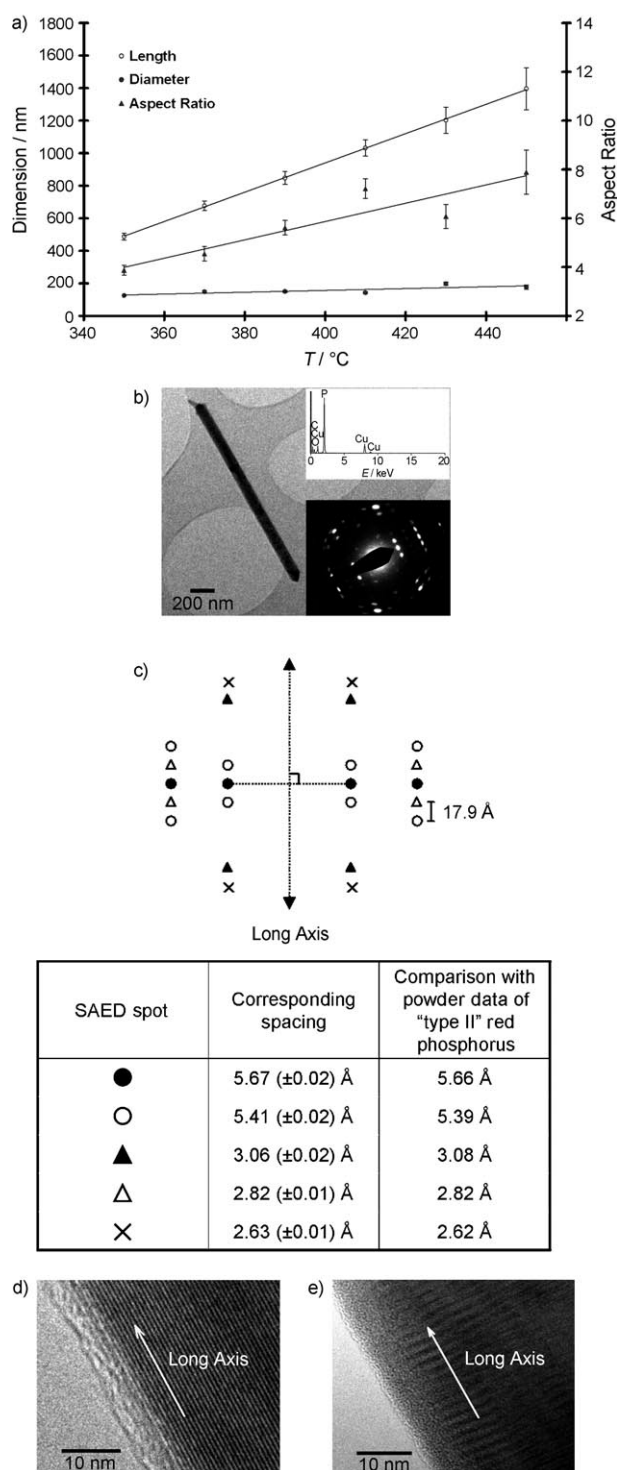 a)
1800
1600
1400
1200
1000
800
600
400
200
0
Dimension / nm
Length
Diameter
Aspect Ratio
14
12
10
8
6
4
2
Aspect Ratio
340 360 380 400 420 440
T / °C
b)
P
C
Cu
O
Cu
Cu
0 5 10 15 20
E / keV
200 nm
c)
17.9 Å
Long Axis
SAED spot
Corresponding
spacing
Comparison with
powder data of
“type II” red
phosphorus
● 5.67 (±0.02) Å 5.66 Å
○ 5.41 (±0.02) Å 5.39 Å
▲ 3.06 (±0.02) Å 3.08 Å
△ 2.82 (±0.01) Å 2.82 Å
× 2.63 (±0.01) Å 2.62 Å
d)
Long Axis
10 nm
e)
Long Axis
10 nm